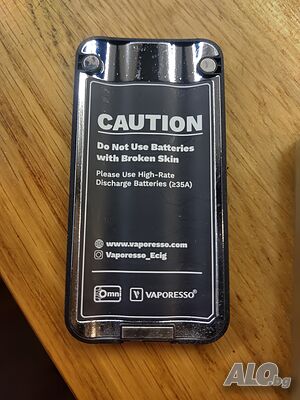 CAUTION
Do Not Use Batteries
with Broken Skin
Please Use High-Rate
Discharge Batteries (≥35A)
www.vaporesso.com
Vaporesso_Ecig
Omni VAPORESSO®
ALO.bg